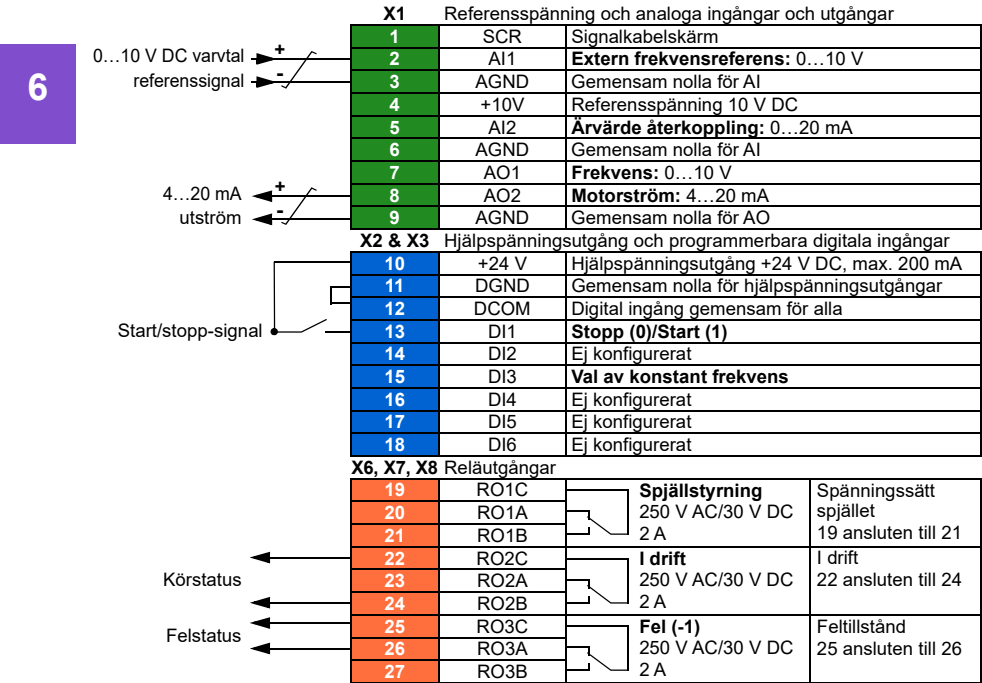 6
X1 Referensspänning och analoga ingångar och utgångar
1 SCR Signalkabelskärm
0…10 V DC varvtal + 2 AI1 Extern frekvensreferens: 0…10 V
referenssignal - 3 AGND Gemensam nolla för AI
4 +10V Referensspänning 10 V DC
5 AI2 Ärvärde återkoppling: 0…20 mA
6 AGND Gemensam nolla för AI
7 AO1 Frekvens: 0…10 V
4…20 mA + 8 AO2 Motorström: 4…20 mA
utström - 9 AGND Gemensam nolla för AO
X2 & X3 Hjälpspänningsutgång och programmerbara digitala ingångar
10 +24 V Hjälpspänningsutgång +24 V DC, max. 200 mA
11 DGND Gemensam nolla för hjälpspänningsutgångar
12 DCOM Digital ingång gemensam för alla
Start/stopp-signal 13 DI1 Stopp (0)/Start (1)
14 DI2 Ej konfigurerat
15 DI3 Val av konstant frekvens
16 DI4 Ej konfigurerat
17 DI5 Ej konfigurerat
18 DI6 Ej konfigurerat
X6, X7, X8 Reläutgångar
19 RO1C Spjällstyrning Spänningssätt
20 RO1A 250 V AC/30 V DC spjället
21 RO1B 2 A 19 ansluten till 21
22 RO2C I drift I drift
Körstatus 23 RO2A 250 V AC/30 V DC 22 ansluten till 24
24 RO2B 2 A
25 RO3C Fel (-1) Feltillstånd
Felstatus 26 RO3A 250 V AC/30 V DC 25 ansluten till 26
27 RO3B 2 A